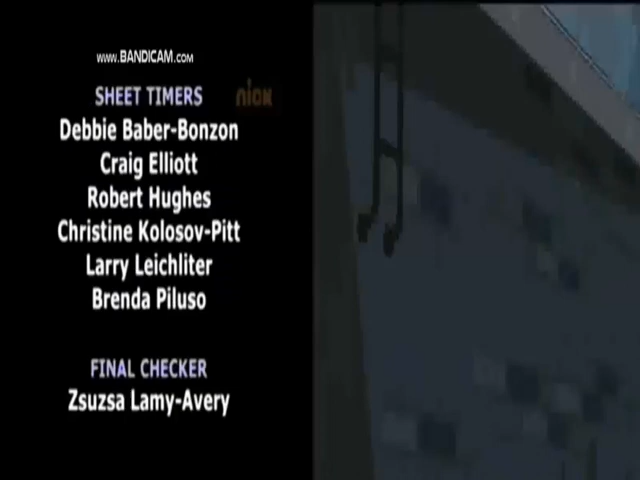 www.BANDICAM.com
SHEET TIMERS
nick
Debbie Baber-Bonzon
Craig Elliott
Robert Hughes
Christine Kolosov-Pitt
Larry Leichliter
Brenda Piluso
FINAL CHECKER
Zsuzsa Lamy-Avery